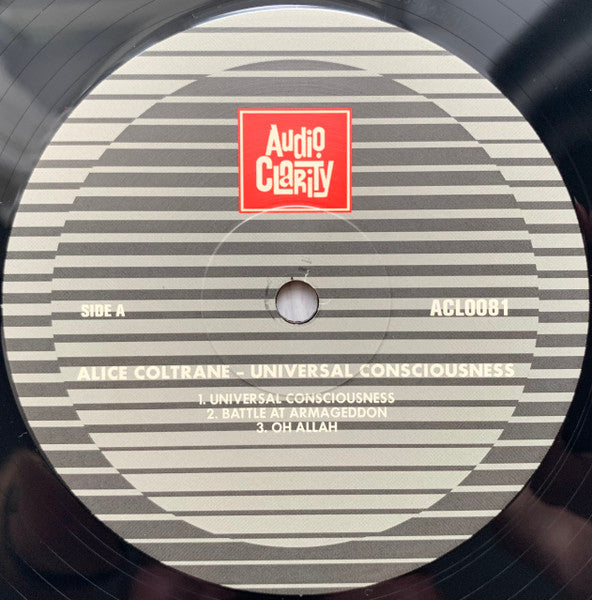 Audio
Clarity
SIDE A
ACL0081
ALICE COLTRANE – UNIVERSAL CONSCIOUSNESS
1. UNIVERSAL CONSCIOUSNESS
2. BATTLE AT ARMAGEDDON
3. OH ALLAH